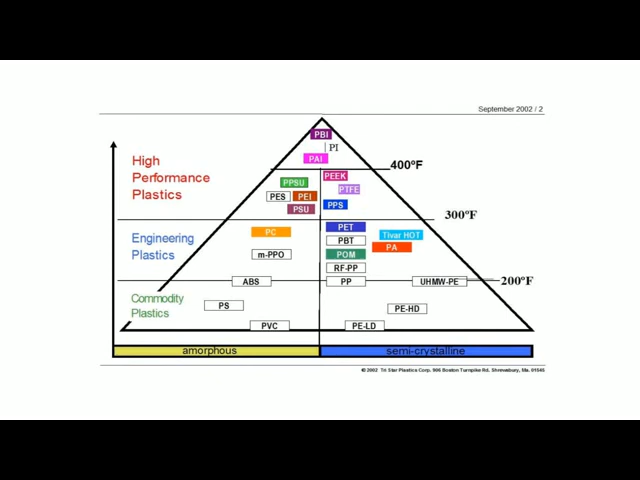 September 2002 / 2
PBI
PI
High
Performance
Plastics
PAI
400ºF
PEEK
PPSU
PTFE
PES
PEI
PSU
PPS
300ºF
Engineering
Plastics
PC
PET
PBT
Tivar HOT
PA
m-PPO
POM
RF-PP
ABS
PP
UHMW-PE
200ºF
Commodity
Plastics
PS
PE-HD
PVC
PE-LD
amorphous
semi-crystalline
© 2002 Tri Star Plastics Corp. 906 Boston Turnpike Rd. Shrewsbury, Ma. 01545